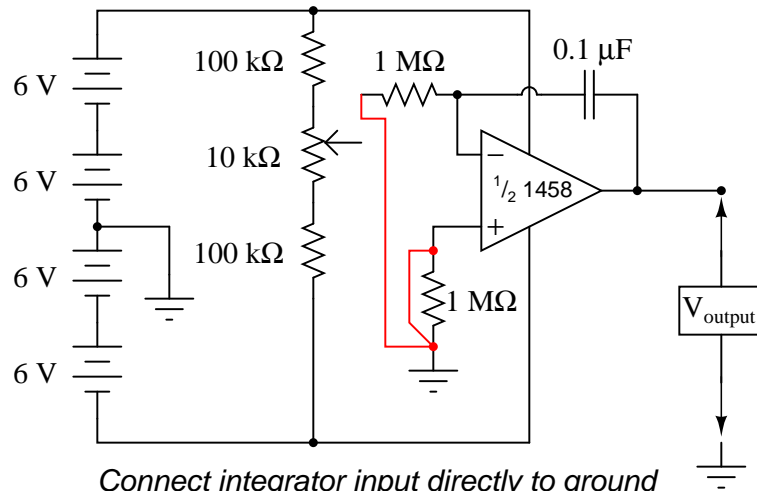 0.1 μF
100 kΩ
1 MΩ
6 V
10 kΩ
−
6 V
1/2 1458
+
100 kΩ
6 V
1 MΩ
Voutput
6 V
Connect integrator input directly to ground